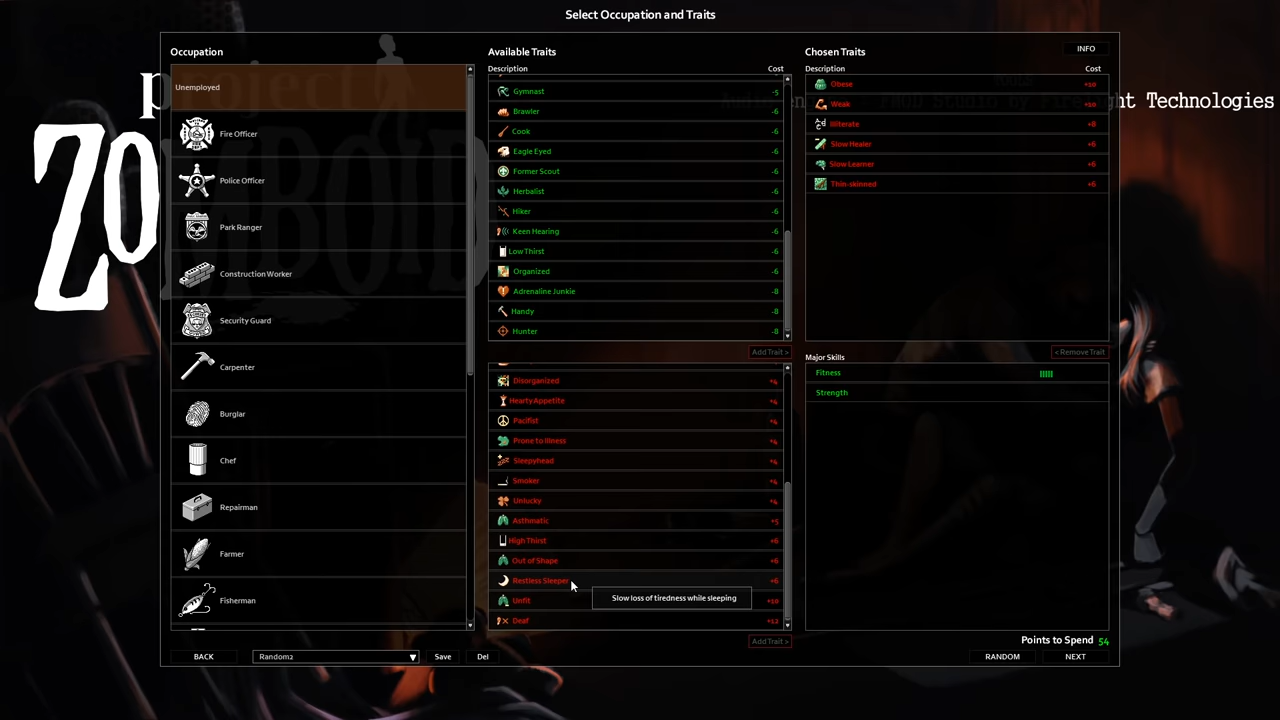 Select Occupation and Traits
Occupation
Unemployed
Fire Officer
Police Officer
Park Ranger
Construction Worker
Security Guard
Carpenter
Burglar
Chef
Repairman
Farmer
Fisherman
Available Traits
Description Cost
Gymnast -5
Brawler -6
Cook -6
Eagle Eyed -6
Former Scout -6
Herbalist -6
Hiker -6
Keen Hearing -6
Low Thirst -6
Organized -6
Adrenaline Junkie -8
Handy -8
Hunter -8
Add Trait >
Disorganized +4
Hearty Appetite +4
Pacifist +4
Prone to Illness +4
Sleepyhead +4
Smoker +4
Unlucky +4
Asthmatic +5
High Thirst +6
Out of Shape +6
Restless Sleeper +6
Slow loss of tiredness while sleeping
Unfit +10
Deaf +12
Add Trait >
Chosen Traits
INFO
Description Cost
Obese +10
Weak +10
Illiterate +8
Slow Healer +6
Slow Learner +6
Thin-skinned +6
< Remove Trait
Major Skills
Fitness
Strength
Points to Spend 54
BACK
Random2
Save
Del
RANDOM
NEXT
project
ZO
ght Technologies